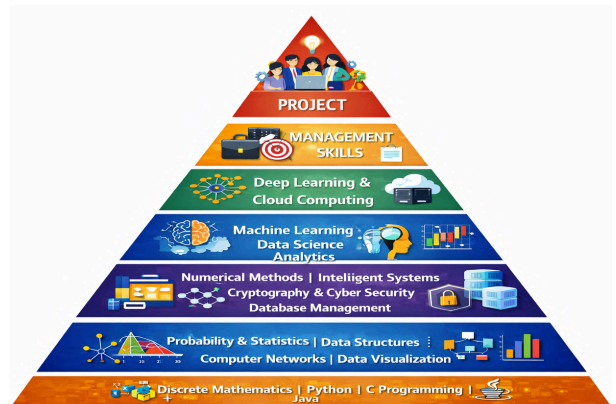 PROJECT
MANAGEMENT
SKILLS
Deep Learning &
Cloud Computing
Machine Learning
Data Science
Analytics
Numerical Methods | Intelligent Systems
Cryptography & Cyber Security
Database Management
Probability & Statistics | Data Structures
Computer Networks | Data Visualization
Discrete Mathematics | Python | C Programming |
Java